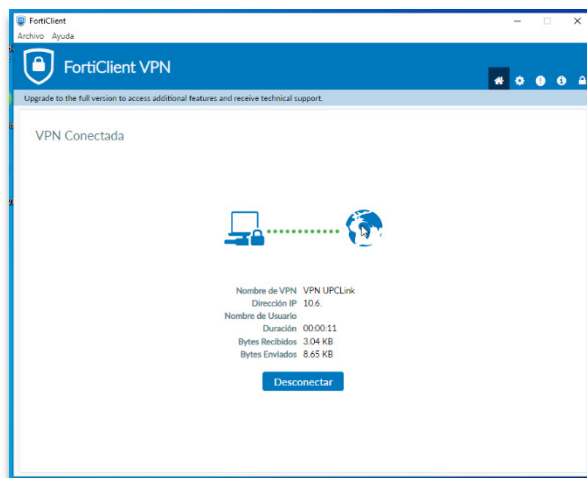 FortiClient
Archivo Ayuda
FortiClient VPN
Upgrade to the full version to access additional features and receive technical support.
VPN Conectada
Nombre de VPN VPN UPCLink
Dirección IP 10.6.
Nombre de Usuario
Duración 00:00:11
Bytes Recibidos 3.04 KB
Bytes Enviados 8.65 KB
Desconectar